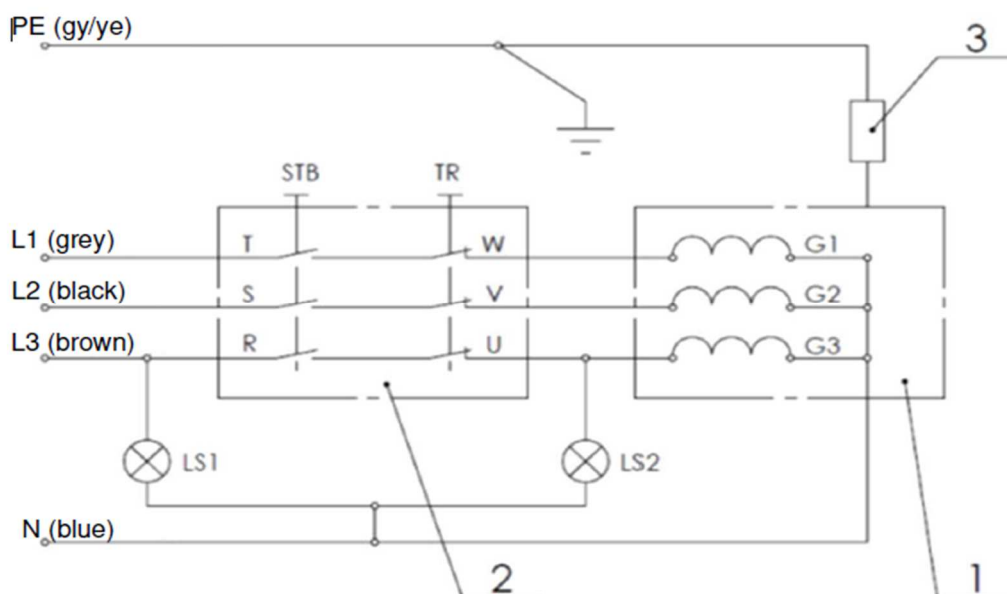 PE (gy/ye)
3
STB TR
L1 (grey) T W G1
L2 (black) S V G2
L3 (brown) R U G3
LS1 LS2
N (blue)
2 1